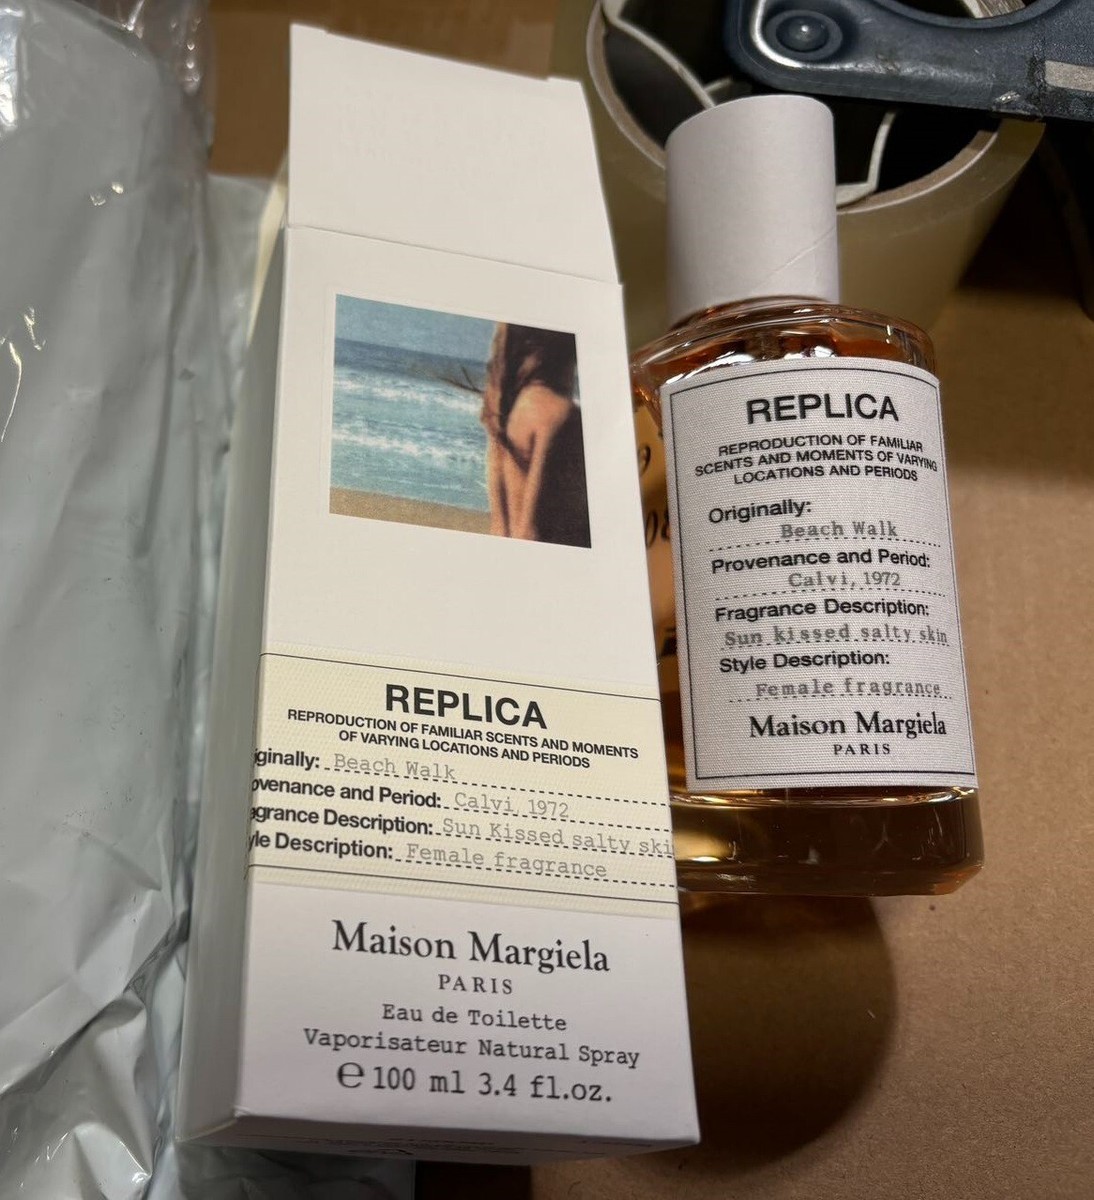 REPLICA
REPRODUCTION OF FAMILIAR SCENTS AND MOMENTS
OF VARYING LOCATIONS AND PERIODS
iginally: Beach Walk
ovenance and Period: Calvi, 1972
agrance Description: Sun Kissed salty ski
yle Description: Female fragrance
Maison Margiela
PARIS
Eau de Toilette
Vaporisateur Natural Spray
℮ 100 ml 3.4 fl.oz.
REPLICA
REPRODUCTION OF FAMILIAR
SCENTS AND MOMENTS OF VARYING
LOCATIONS AND PERIODS
Originally:
Beach Walk
Provenance and Period:
Calvi, 1972
Fragrance Description:
Sun kissed salty skin
Style Description:
Female fragrance
Maison Margiela
PARIS